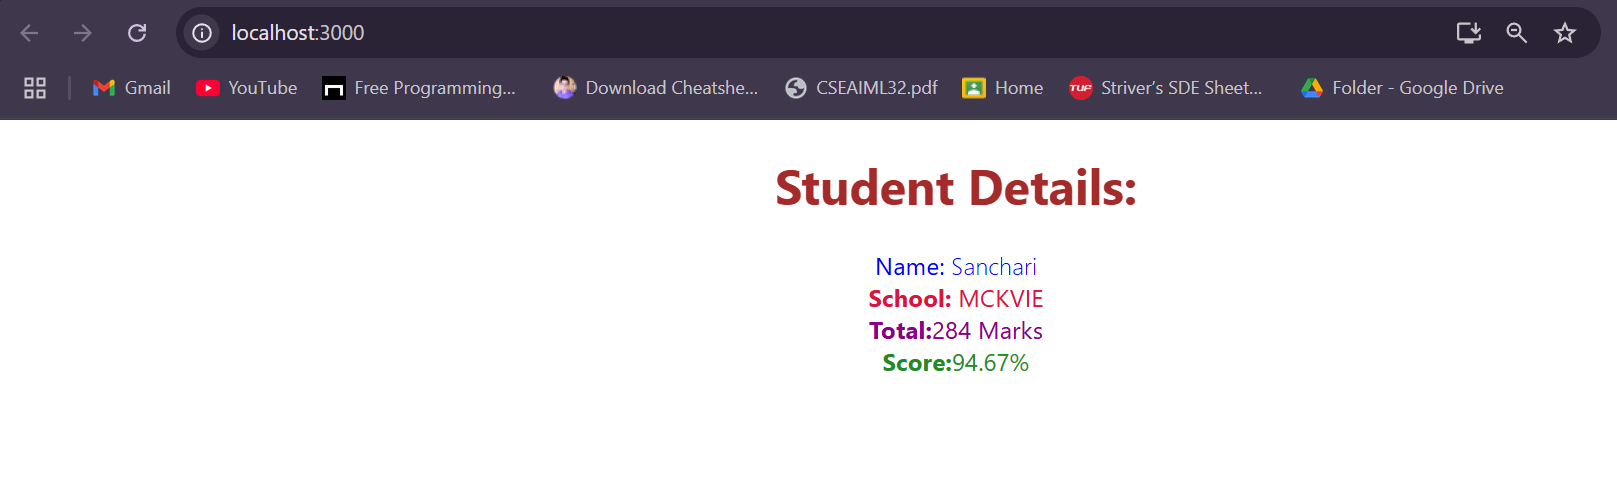 localhost:3000
Gmail YouTube Free Programming... Download Cheatshe... CSEAIML32.pdf Home TUF Striver's SDE Sheet... Folder - Google Drive
Student Details:
Name: Sanchari
School: MCKVIE
Total:284 Marks
Score:94.67%